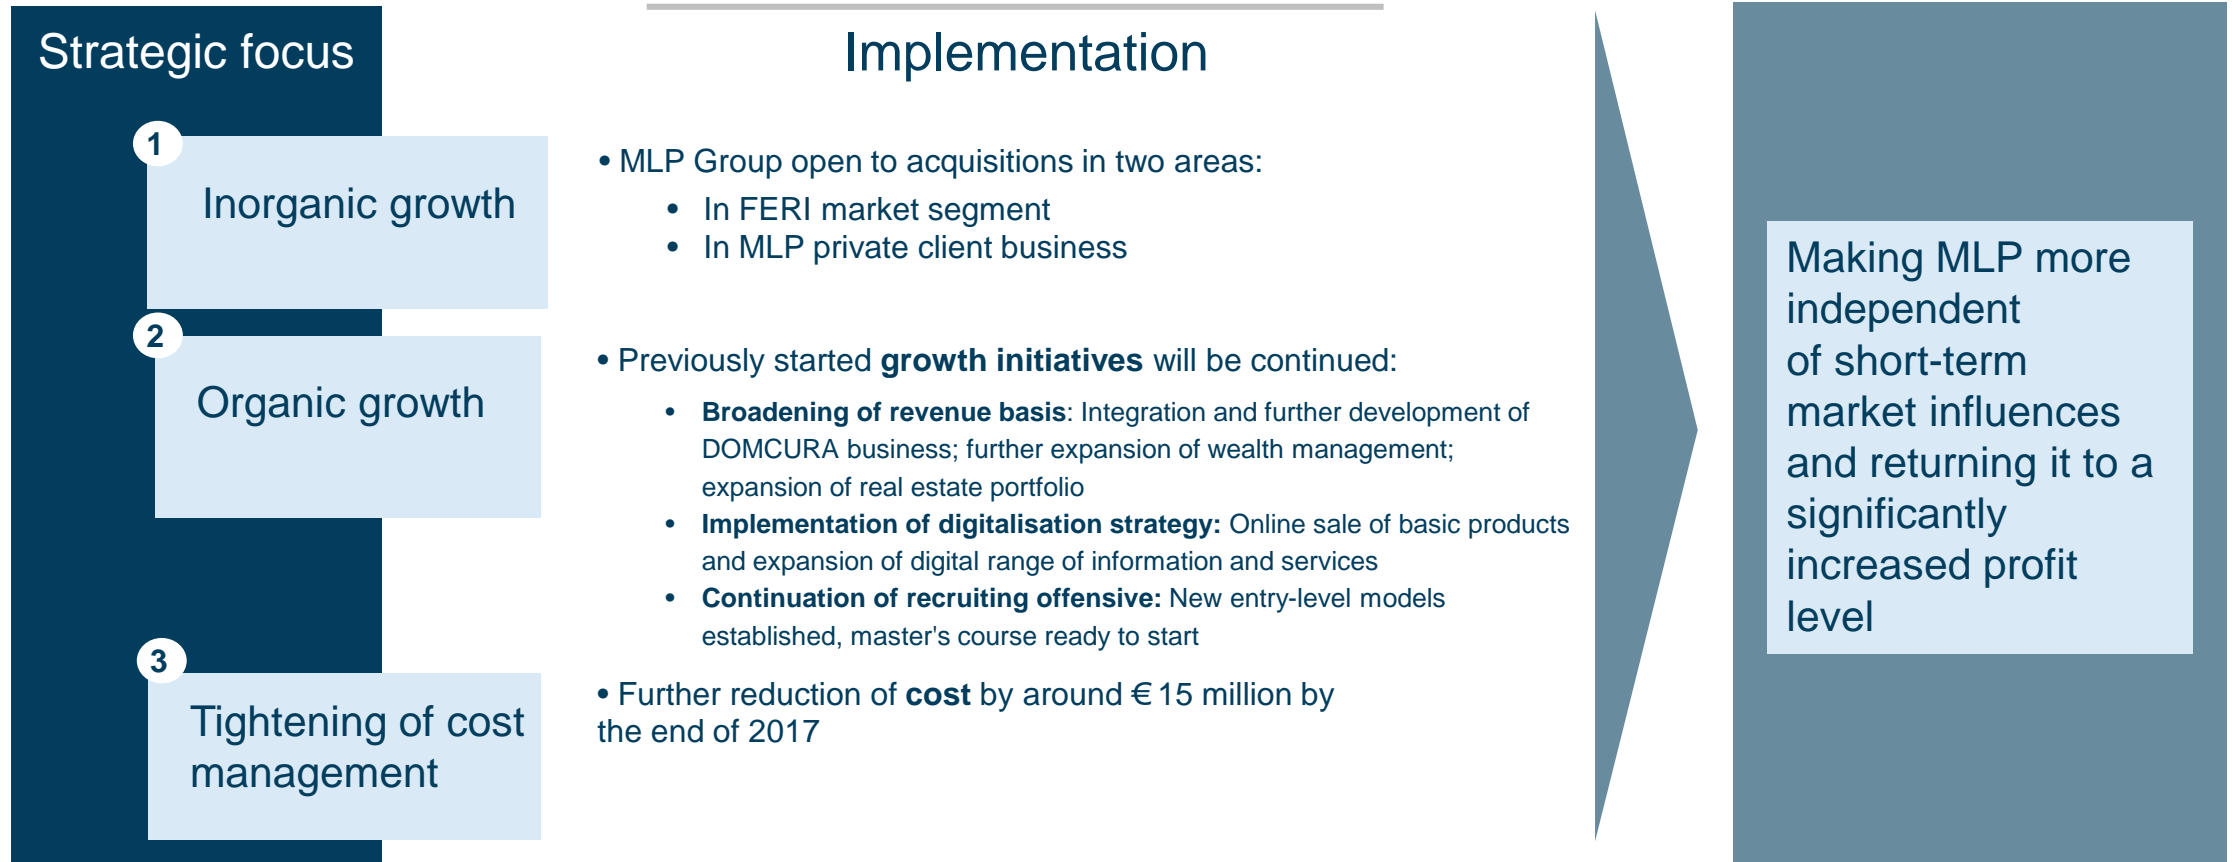 Strategic focus
Implementation
1
Inorganic growth
• MLP Group open to acquisitions in two areas:
• In FERI market segment
• In MLP private client business
2
Organic growth
• Previously started growth initiatives will be continued:
• Broadening of revenue basis: Integration and further development of
DOMCURA business; further expansion of wealth management;
expansion of real estate portfolio
• Implementation of digitalisation strategy: Online sale of basic products
and expansion of digital range of information and services
• Continuation of recruiting offensive: New entry-level models
established, master's course ready to start
3
Tightening of cost
management
• Further reduction of cost by around € 15 million by
the end of 2017
Making MLP more
independent
of short-term
market influences
and returning it to a
significantly
increased profit
level